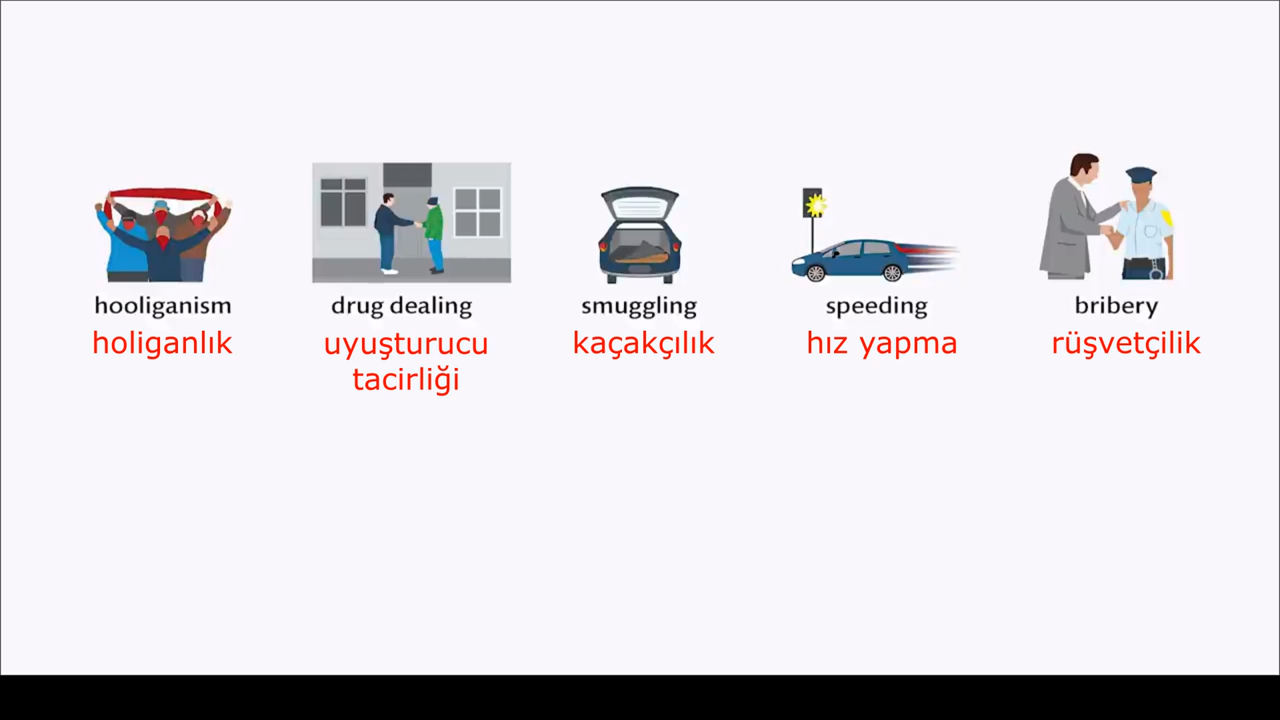 hooliganism
holiganlık
drug dealing
uyuşturucu
tacirliği
smuggling
kaçakçılık
speeding
hız yapma
bribery
rüşvetçilik